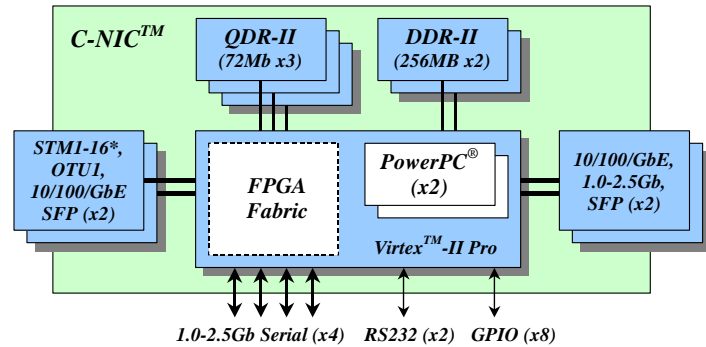 C-NIC™
QDR-II
(72Mb x3)
DDR-II
(256MB x2)
STM1-16*,
OTU1,
10/100/GbE
SFP (x2)
FPGA
Fabric
PowerPC®
(x2)
Virtex™-II Pro
10/100/GbE,
1.0-2.5Gb,
SFP (x2)
1.0-2.5Gb Serial (x4)
RS232 (x2)
GPIO (x8)